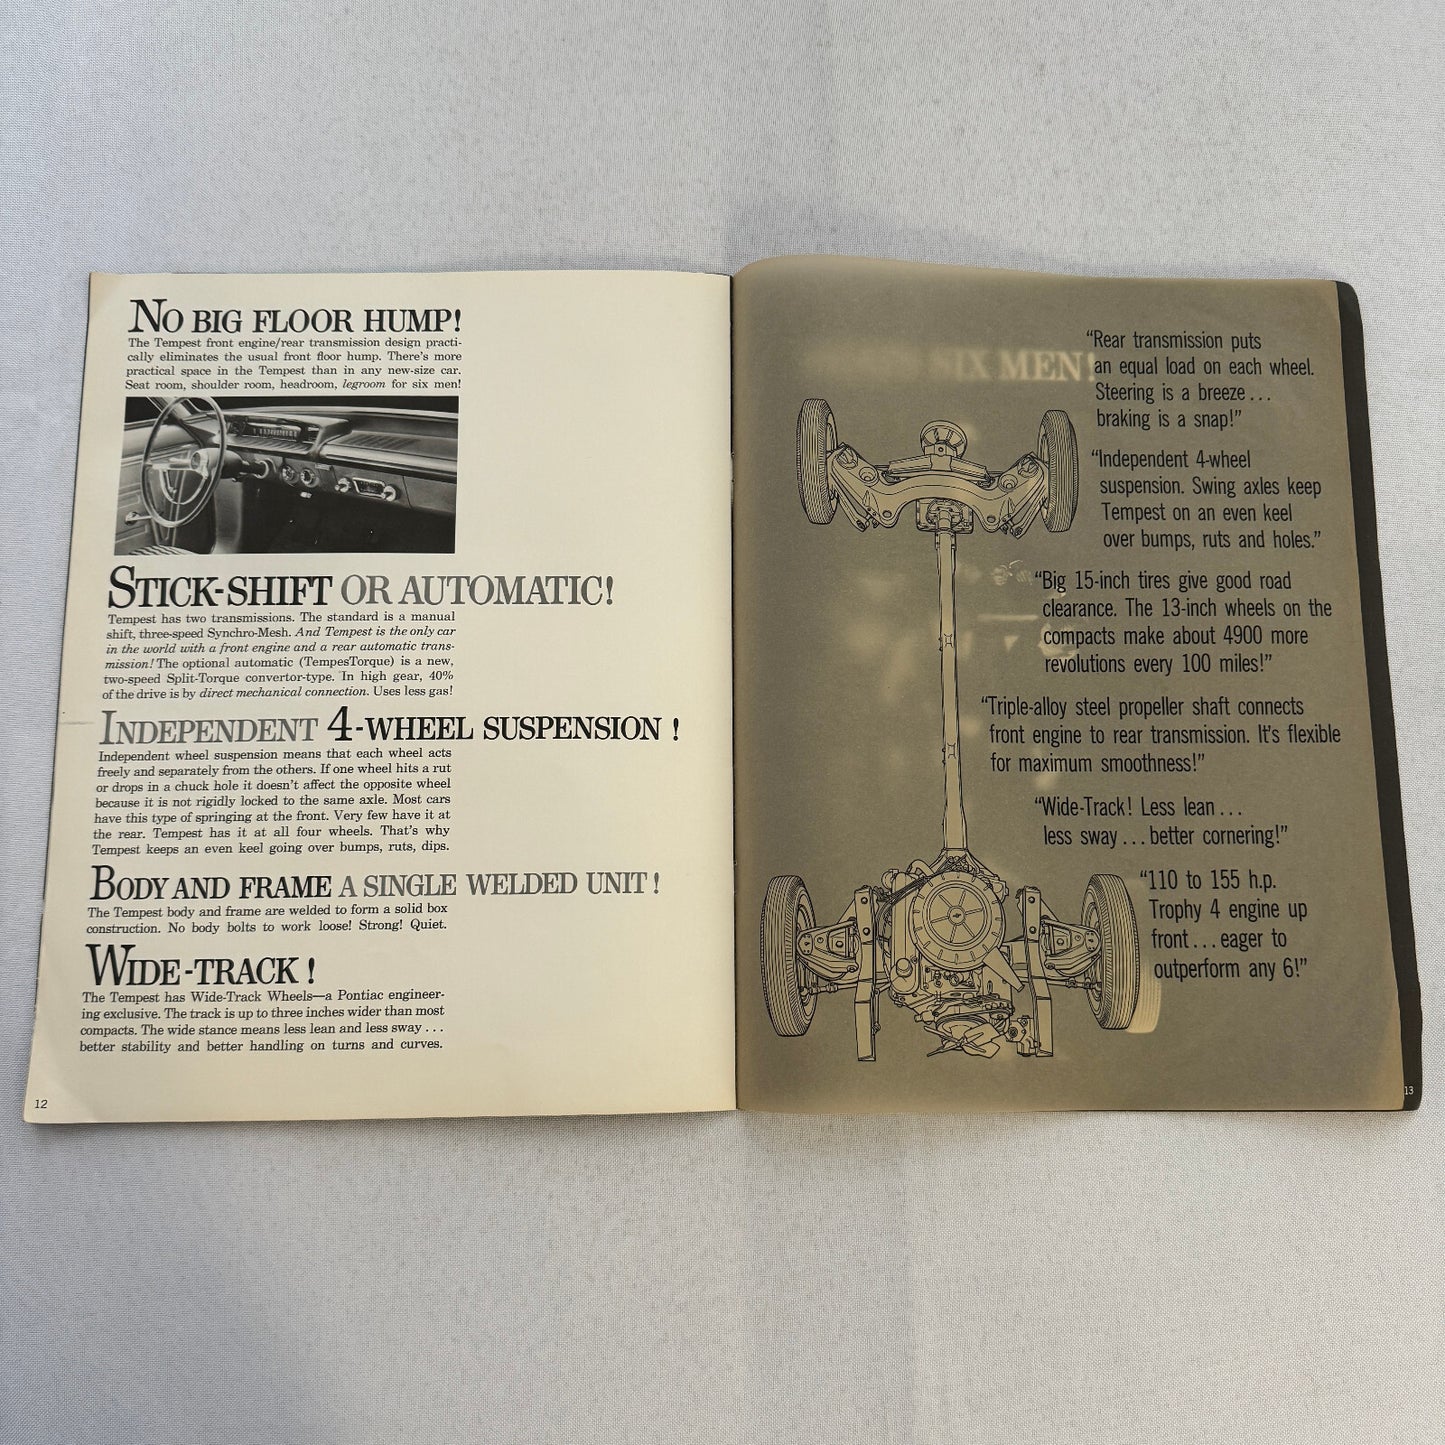 NO BIG FLOOR HUMP!
The Tempest front engine/rear transmission design practi-
cally eliminates the usual front floor hump. There's more
practical space in the Tempest than in any new-size car.
Seat room, shoulder room, headroom, legroom for six men!
STICK-SHIFT OR AUTOMATIC!
Tempest has two transmissions. The standard is a manual
shift, three-speed Synchro-Mesh. And Tempest is the only car
in the world with a front engine and a rear automatic trans-
mission! The optional automatic (TempesTorque) is a new,
two-speed Split-Torque convertor-type. In high gear, 40%
of the drive is by direct mechanical connection. Uses less gas!
INDEPENDENT 4-WHEEL SUSPENSION!
Independent wheel suspension means that each wheel acts
freely and separately from the others. If one wheel hits a rut
or drops in a chuck hole it doesn't affect the opposite wheel
because it is not rigidly locked to the same axle. Most cars
have this type of springing at the front. Very few have it at
the rear. Tempest has it at all four wheels. That's why
Tempest keeps an even keel going over bumps, ruts, dips.
BODY AND FRAME A SINGLE WELDED UNIT!
The Tempest body and frame are welded to form a solid box
construction. No body bolts to work loose! Strong! Quiet.
WIDE-TRACK!
The Tempest has Wide-Track Wheels—a Pontiac engineer-
ing exclusive. The track is up to three inches wider than most
compacts. The wide stance means less lean and less sway . . .
better stability and better handling on turns and curves.
12
SIX MEN!
"Rear transmission puts
an equal load on each wheel.
Steering is a breeze . . .
braking is a snap!"
"Independent 4-wheel
suspension. Swing axles keep
Tempest on an even keel
over bumps, ruts and holes."
"Big 15-inch tires give good road
clearance. The 13-inch wheels on the
compacts make about 4900 more
revolutions every 100 miles!"
"Triple-alloy steel propeller shaft connects
front engine to rear transmission. It's flexible
for maximum smoothness!"
"Wide-Track! Less lean . . .
less sway . . . better cornering!"
"110 to 155 h.p.
Trophy 4 engine up
front . . . eager to
outperform any 6!"
13